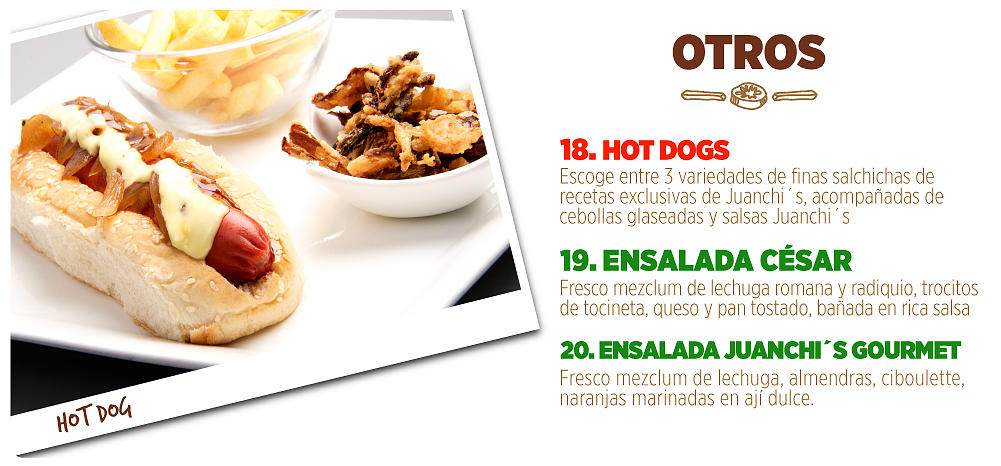 OTROS
18. HOT DOGS
Escoge entre 3 variedades de finas salchichas de
recetas exclusivas de Juanchi´s, acompañadas de
cebollas glaseadas y salsas Juanchi´s
19. ENSALADA CÉSAR
Fresco mezclum de lechuga romana y radiquio, trocitos
de tocineta, queso y pan tostado, bañada en rica salsa
20. ENSALADA JUANCHI´S GOURMET
Fresco mezclum de lechuga, almendras, ciboulette,
naranjas marinadas en ají dulce.
HOT DOG